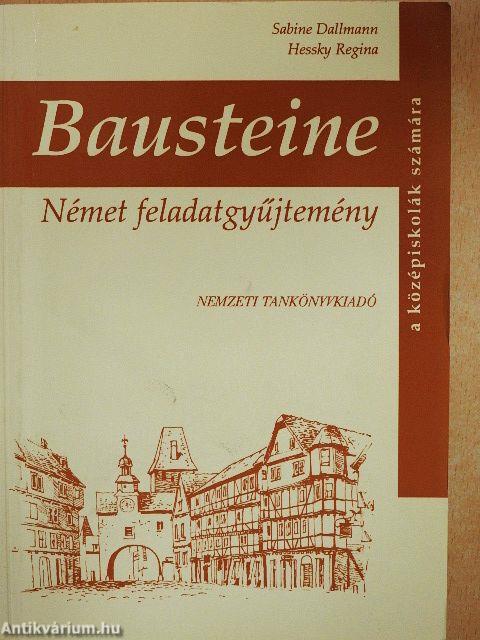 Sabine Dallmann
Hessky Regina
Bausteine
Német feladatgyűjtemény
a középiskolák számára
NEMZETI TANKÖNYVKIADÓ
Antikvárium.hu